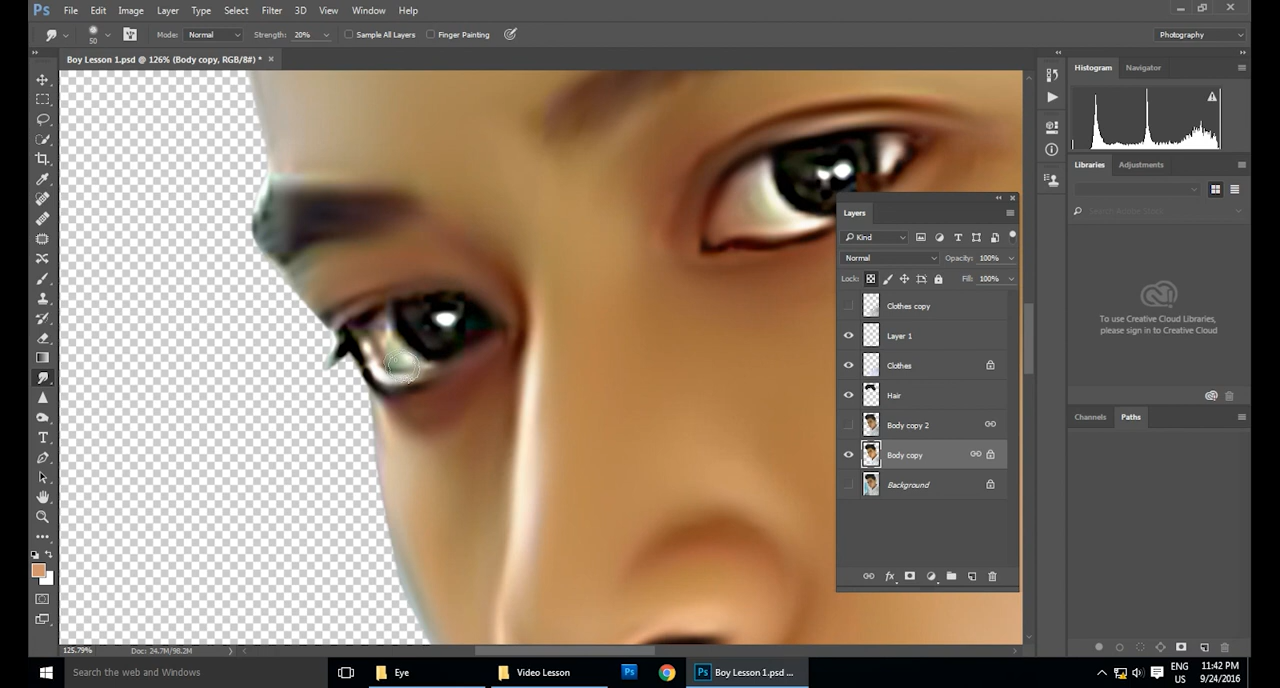 Ps File Edit Image Layer Type Select Filter 3D View Window Help
50 Mode: Normal Strength: 20% Sample All Layers Finger Painting Photography
Boy Lesson 1.psd @ 126% (Body copy, RGB/8#) * ×
Histogram Navigator
Libraries Adjustments
To use Creative Cloud Libraries,
please sign in to Creative Cloud
Layers
Kind
Normal Opacity: 100%
Lock: Fill: 100%
Clothes copy
Layer 1
Clothes
Hair
Body copy 2
Body copy
Background
Channels Paths
125.79% Doc: 24.7M/98.2M
Search the web and Windows Eye Video Lesson Ps Ps Boy Lesson 1.psd ... ENG US 11:42 PM 9/24/2016